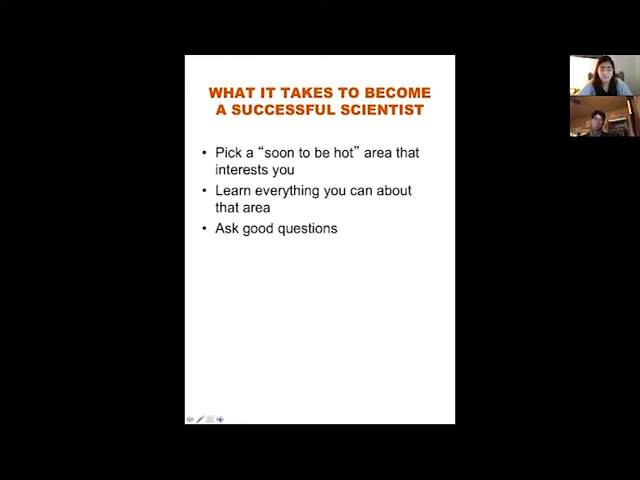 WHAT IT TAKES TO BECOME
A SUCCESSFUL SCIENTIST
• Pick a “soon to be hot” area that
interests you
• Learn everything you can about
that area
• Ask good questions